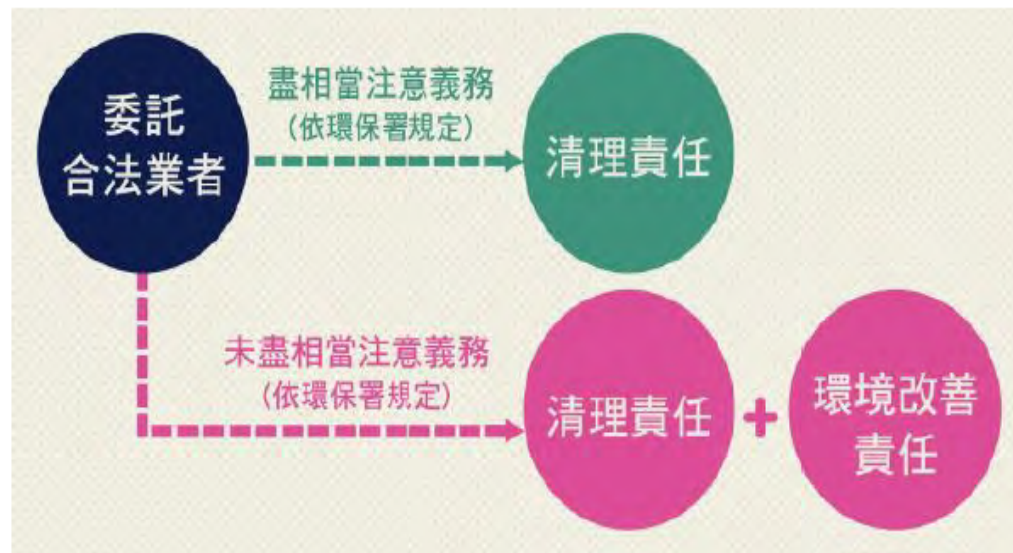 委託
合法業者
盡相當注意義務
(依環保署規定)
清理責任
未盡相當注意義務
(依環保署規定)
清理責任
+
環境改善
責任